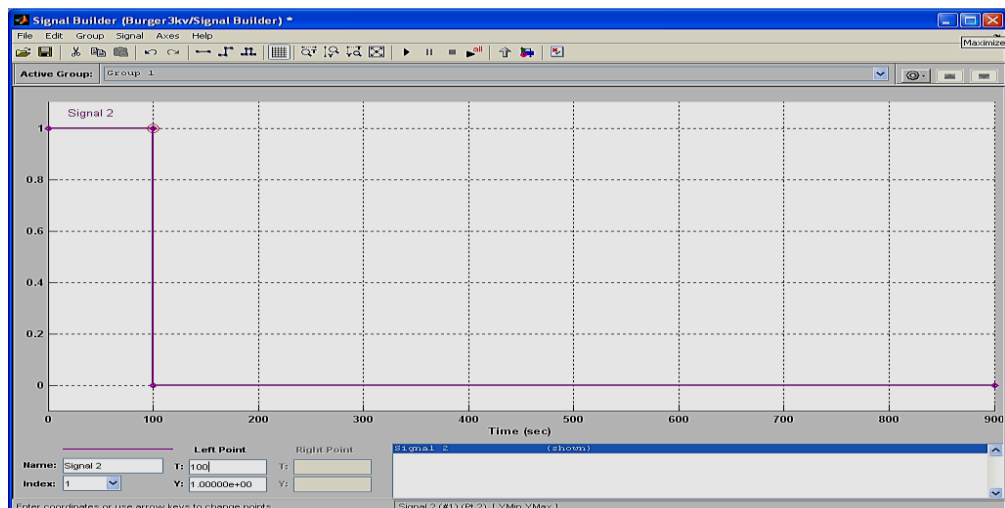 Signal Builder (Burger3kv/Signal Builder) *
File Edit Group Signal Axes Help
Maximize
all
Active Group: Group 1
Signal 2
1
0.8
0.6
0.4
0.2
0
0 100 200 300 400 500 600 700 800 900
Time (sec)
Left Point Right Point
Name: Signal 2 T: 100 T:
Index: 1 Y: 1.00000e+00 Y:
Signal 2 (shown)
Enter coordinates or use arrow keys to change points
Signal 2 (#1) (Pt 2) [ YMin YMax ]